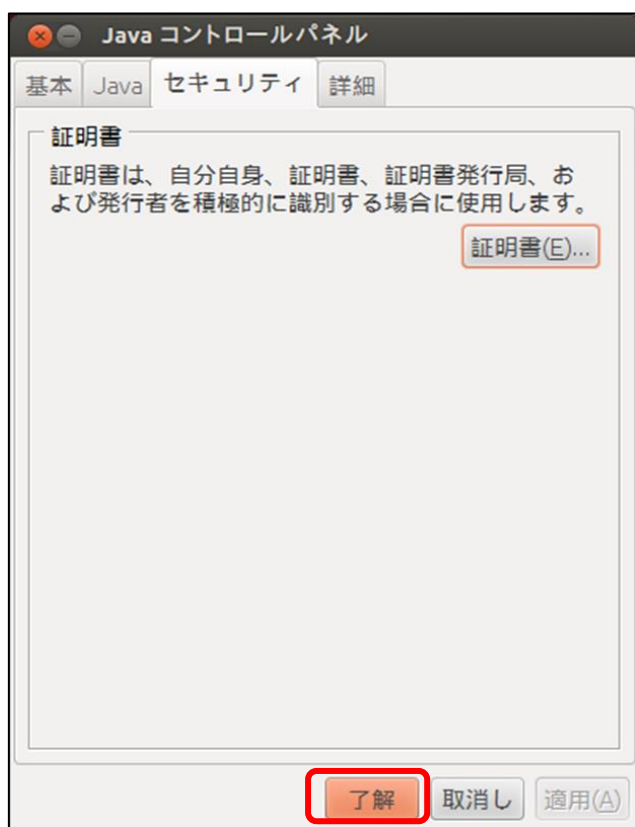 Java コントロールパネル
基本 Java セキュリティ 詳細
証明書
証明書は、自分自身、証明書、証明書発行局、お
よび発行者を積極的に識別する場合に使用します。
証明書(E)...
了解 取消し 適用(A)